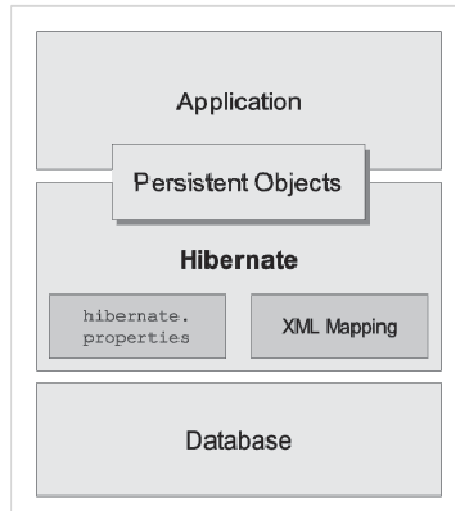 Application
Persistent Objects
Hibernate
hibernate.
properties
XML Mapping
Database